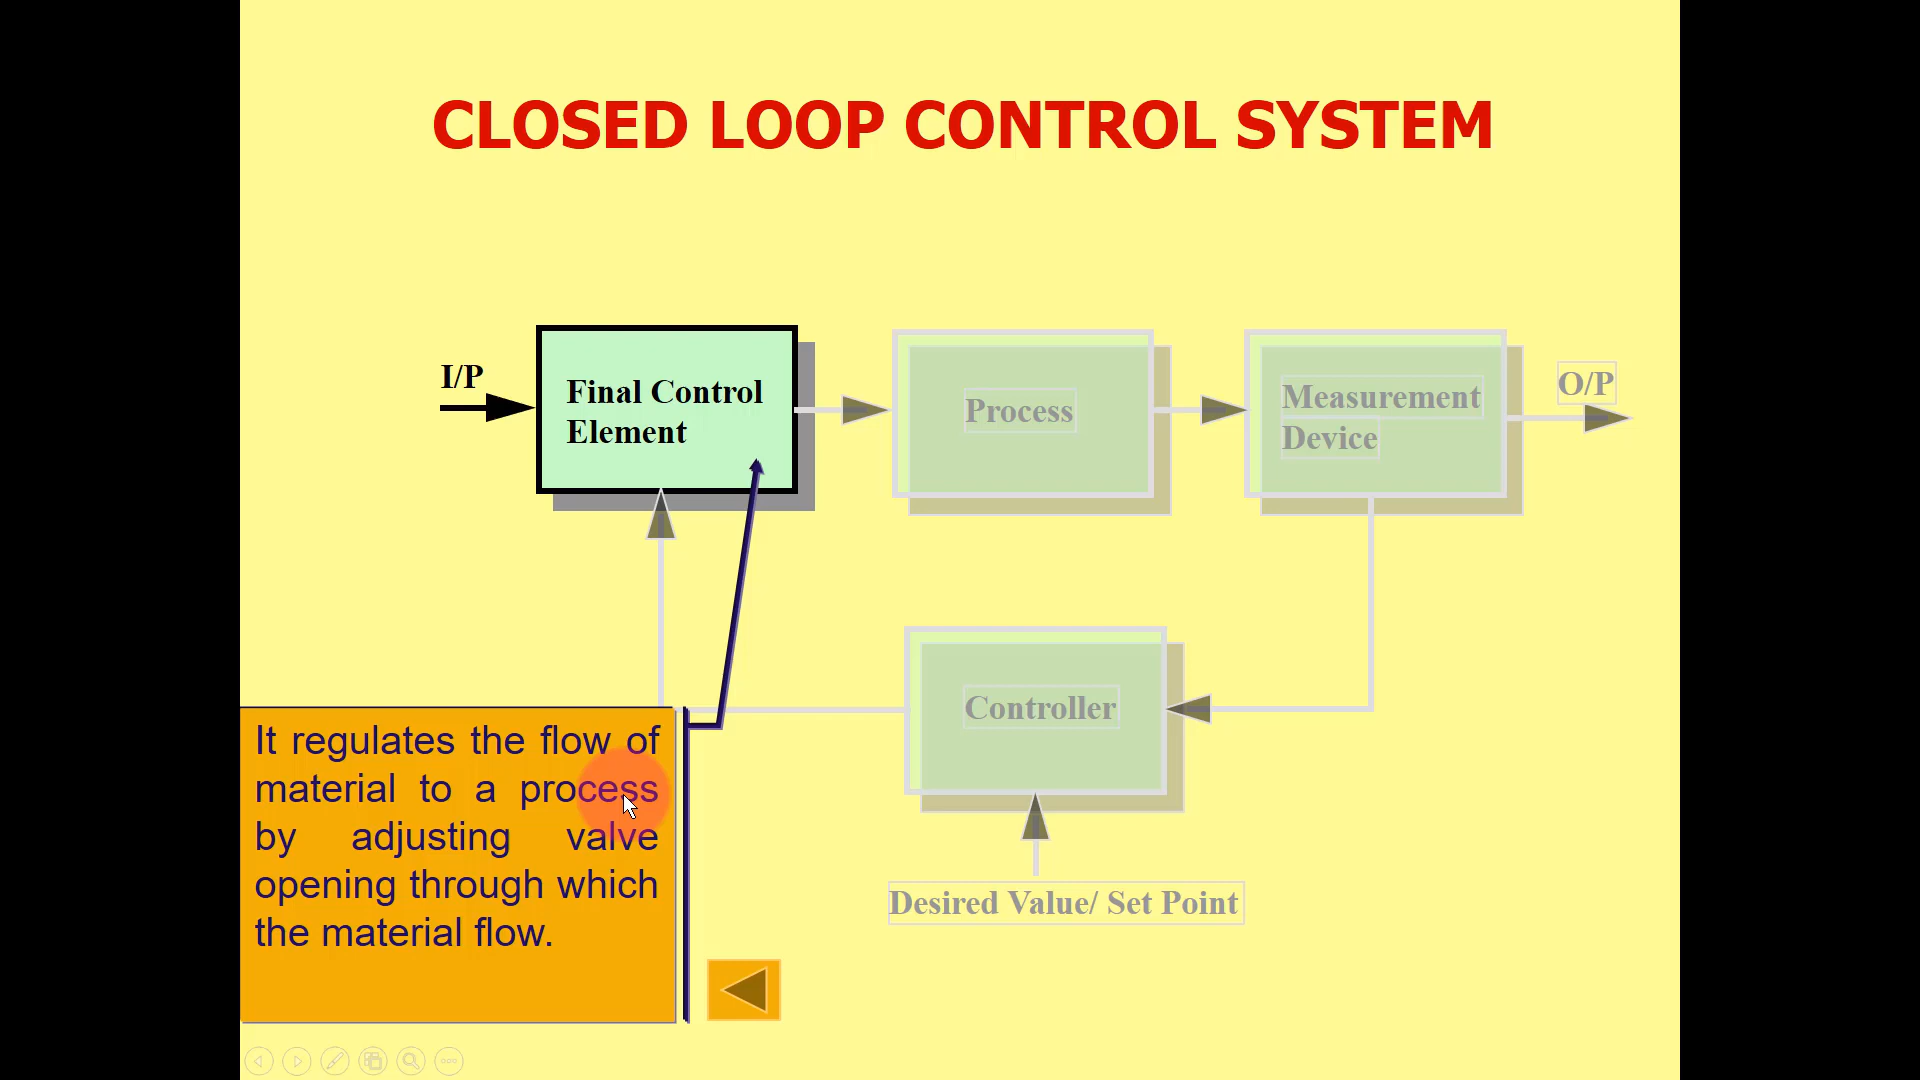 CLOSED LOOP CONTROL SYSTEM
I/P
Final Control
Element
Process
Measurement
Device
O/P
Controller
Desired Value/ Set Point
It regulates the flow of
material to a process
by adjusting valve
opening through which
the material flow.